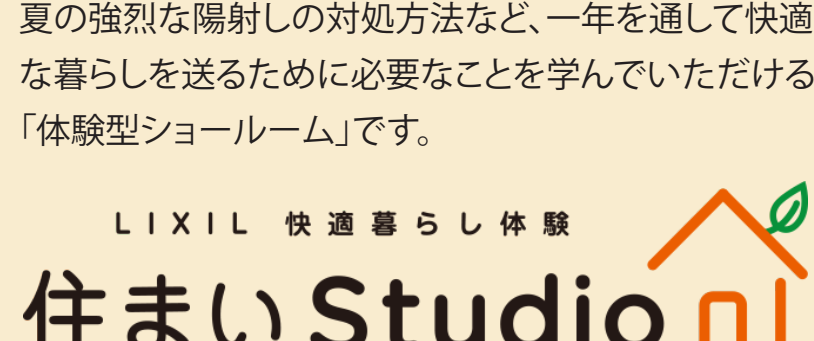 夏の強烈な陽射しの対処方法など、一年を通して快適
な暮らしを送るために必要なことを学んでいただける
「体験型ショールーム」です。
LIXIL 快適暮らし体験
住まいStudio